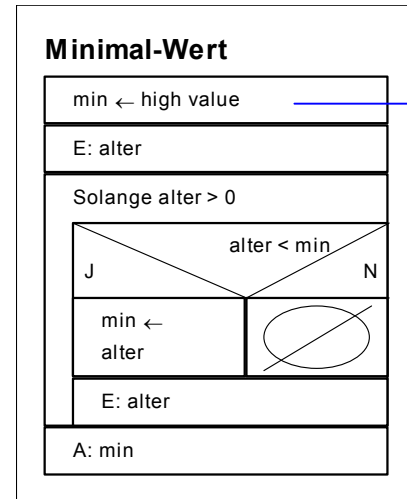 Minimal-Wert
min ← high value
E: alter
Solange alter > 0
alter < min
J
N
min ←
alter
E: alter
A: min